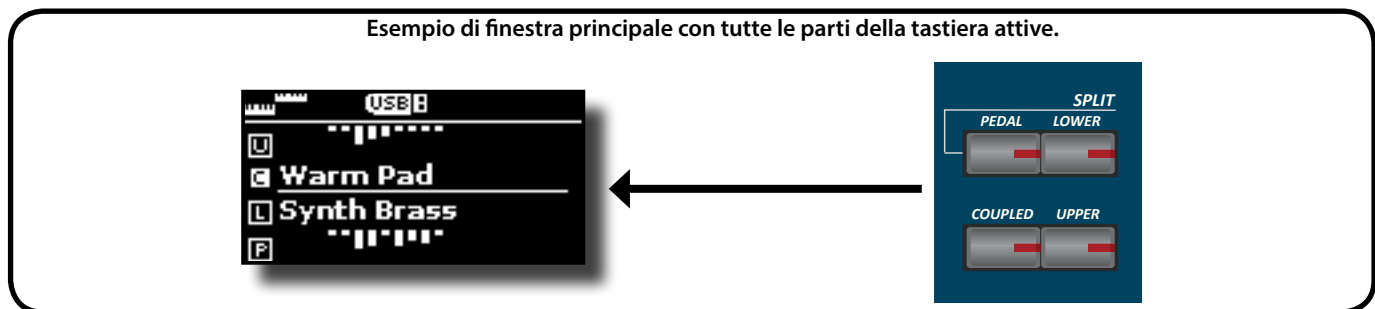 Esempio di finestra principale con tutte le parti della tastiera attive.
USB
U
C Warm Pad
L Synth Brass
P
SPLIT
PEDAL LOWER
COUPLED UPPER